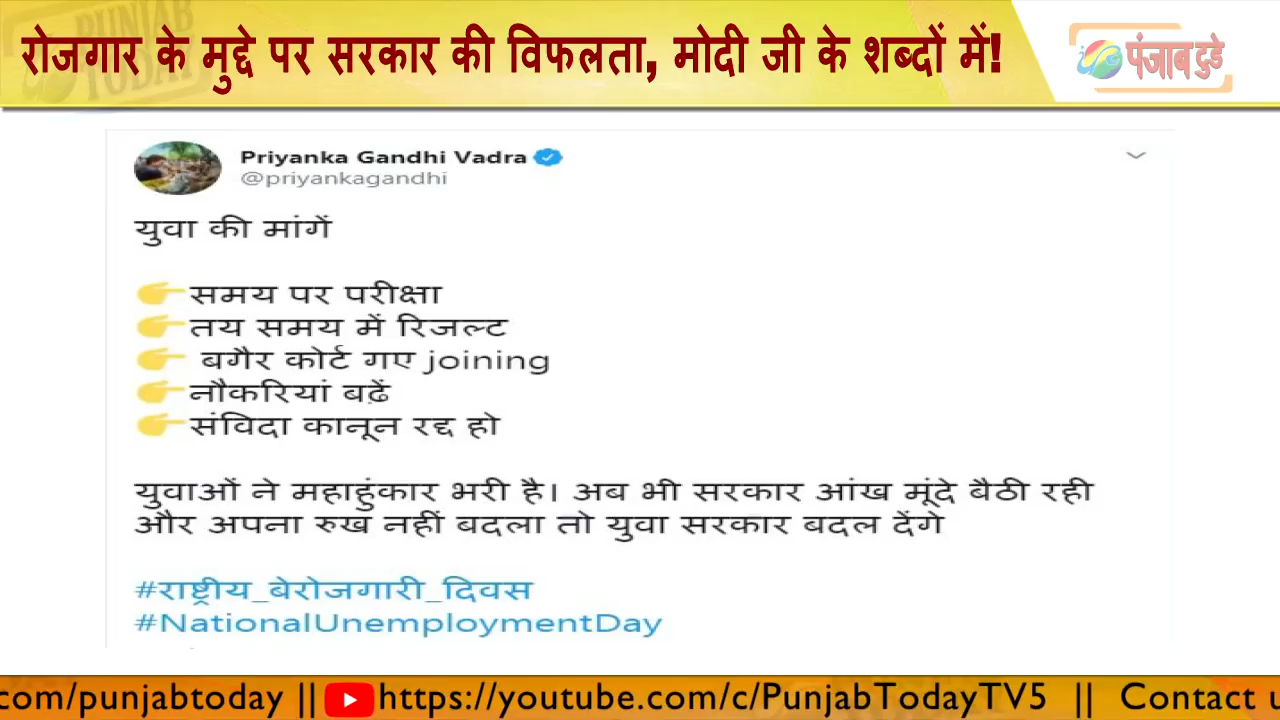 रोजगार के मुद्दे पर सरकार की विफलता, मोदी जी के शब्दों में!
पंजाब टुडे
Priyanka Gandhi Vadra
@priyankagandhi
युवा की मांगें
👉समय पर परीक्षा
👉तय समय में रिजल्ट
👉 बगैर कोर्ट गए joining
👉नौकरियां बढ़ें
👉संविदा कानून रद्द हो
युवाओं ने महाहुंकार भरी है। अब भी सरकार आंख मूंदे बैठी रही
और अपना रुख नहीं बदला तो युवा सरकार बदल देंगे
#राष्ट्रीय_बेरोजगारी_दिवस
#NationalUnemploymentDay
com/punjabtoday || https://youtube.com/c/PunjabTodayTV5 || Contact u